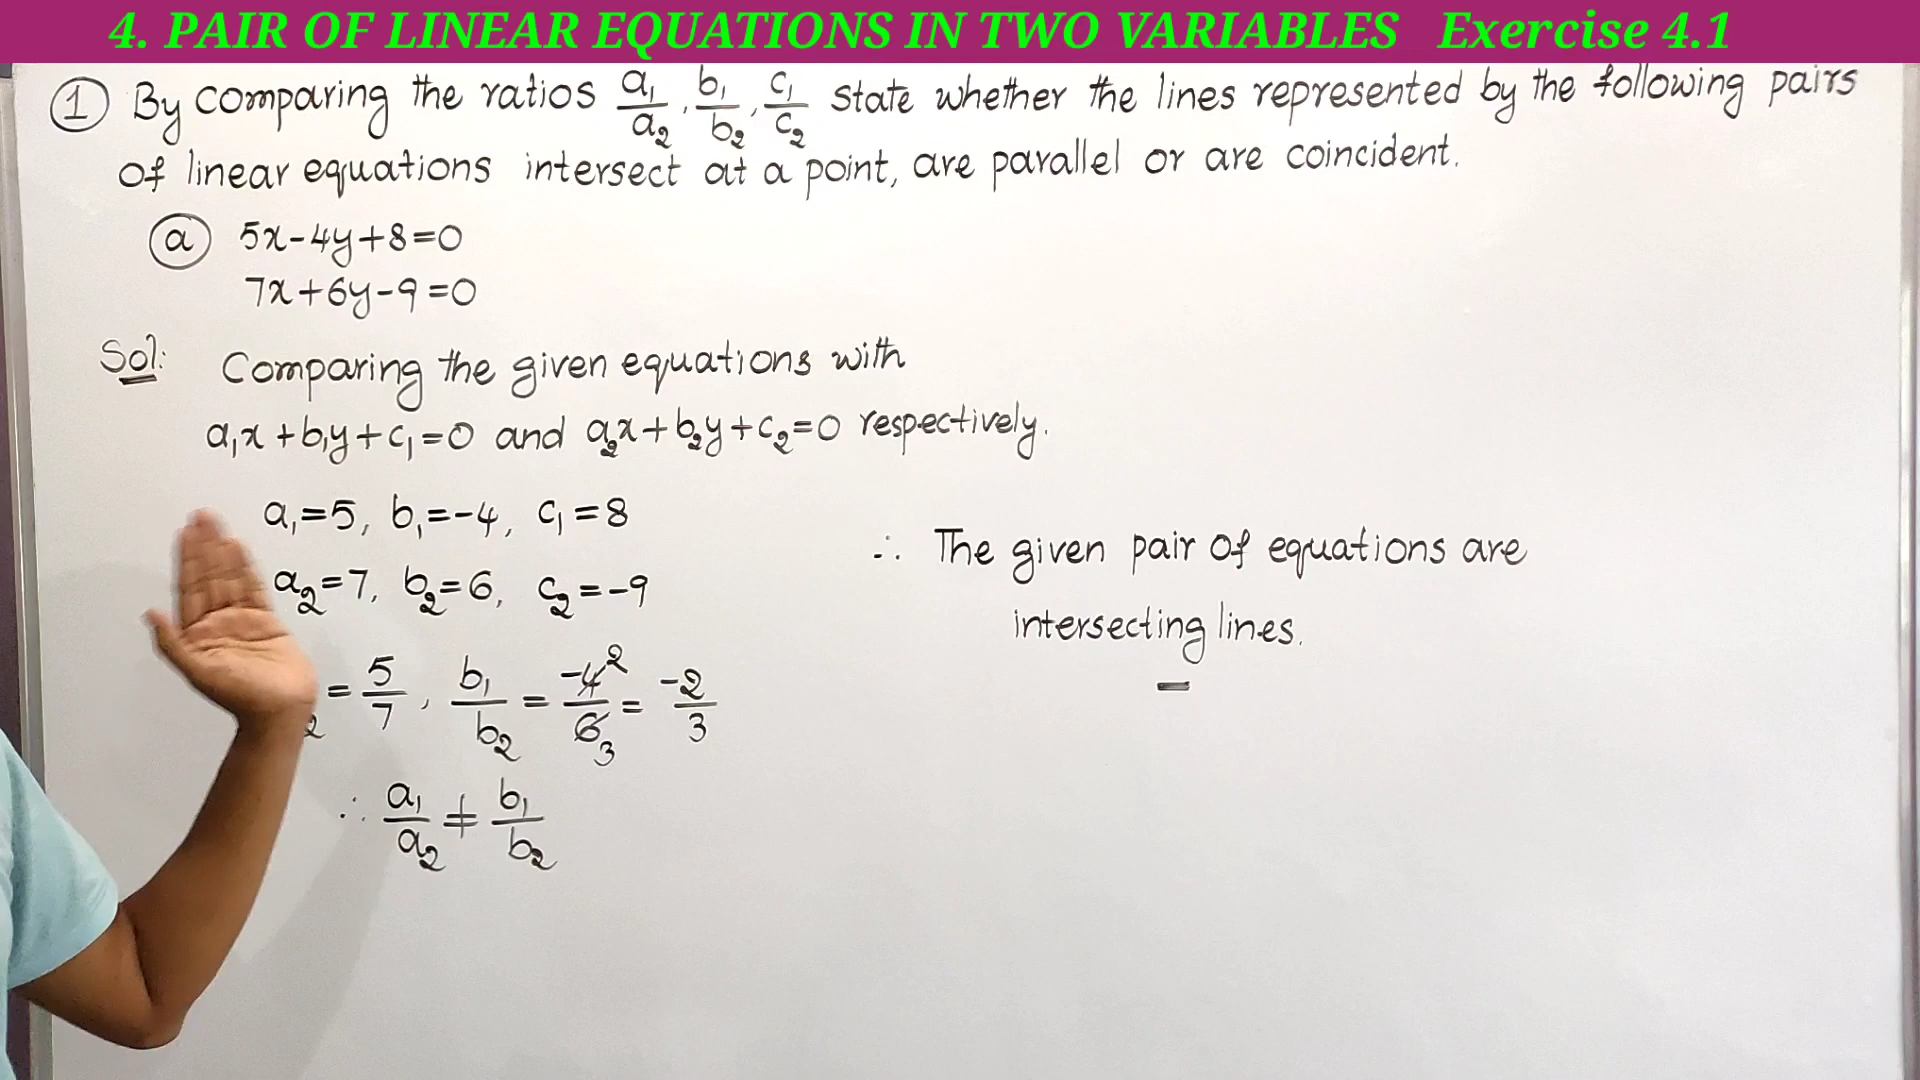 4. PAIR OF LINEAR EQUATIONS IN TWO VARIABLES Exercise 4.1
① By comparing the ratios a₁/a₂, b₁/b₂, c₁/c₂ state whether the lines represented by the following pairs
of linear equations intersect at a point, are parallel or are coincident.
ⓐ 5x-4y+8=0
7x+6y-9=0
Sol: Comparing the given equations with
a₁x+b₁y+c₁=0 and a₂x+b₂y+c₂=0 respectively.
a₁=5, b₁=-4, c₁=8
a₂=7, b₂=6, c₂=-9
₂ = 5/7, b₁/b₂ = -4 2/6 3 = -2/3
∴ a₁/a₂ ≠ b₁/b₂
∴ The given pair of equations are
intersecting lines.